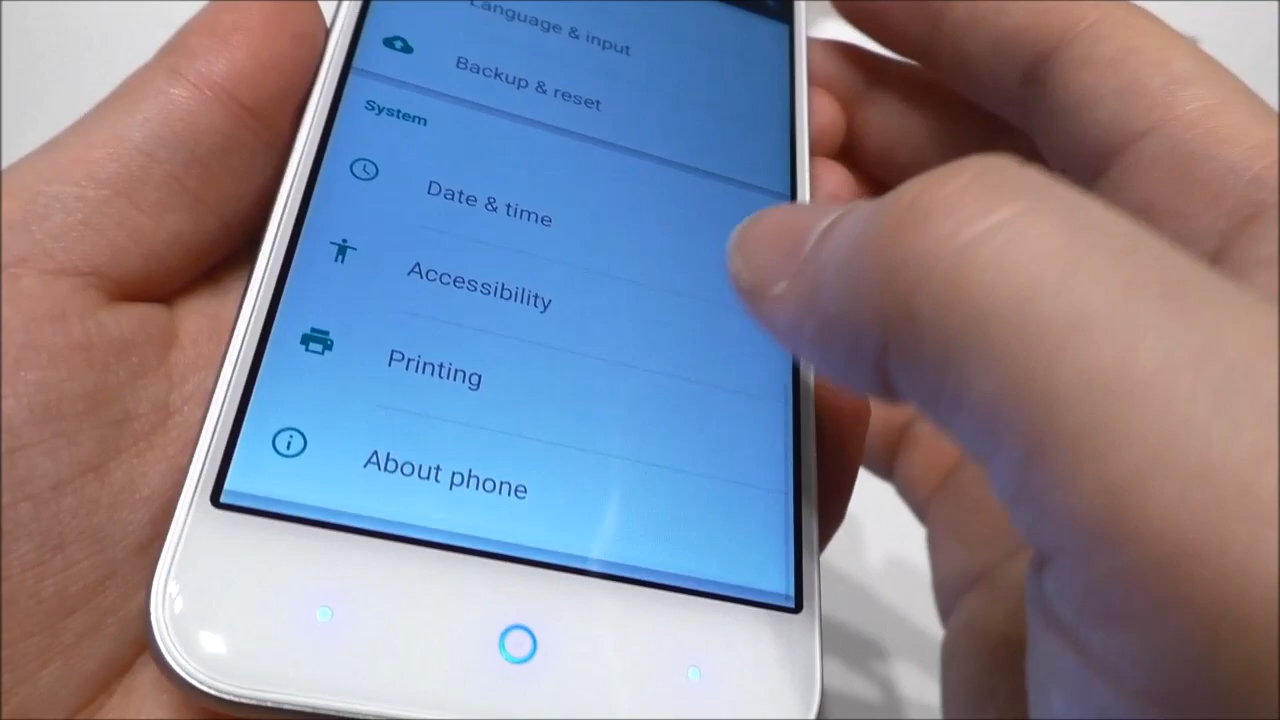 Language & input
Backup & reset
System
Date & time
Accessibility
Printing
About phone